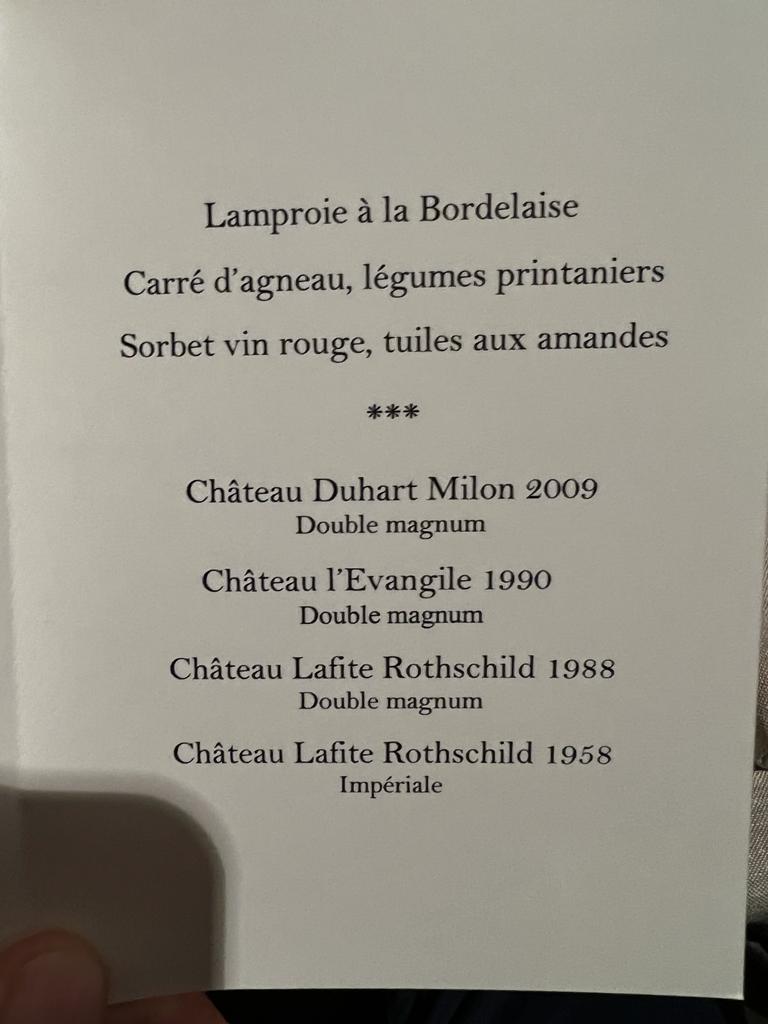 Lamproie à la Bordelaise
Carré d'agneau, légumes printaniers
Sorbet vin rouge, tuiles aux amandes
***
Château Duhart Milon 2009
Double magnum
Château l'Evangile 1990
Double magnum
Château Lafite Rothschild 1988
Double magnum
Château Lafite Rothschild 1958
Impériale